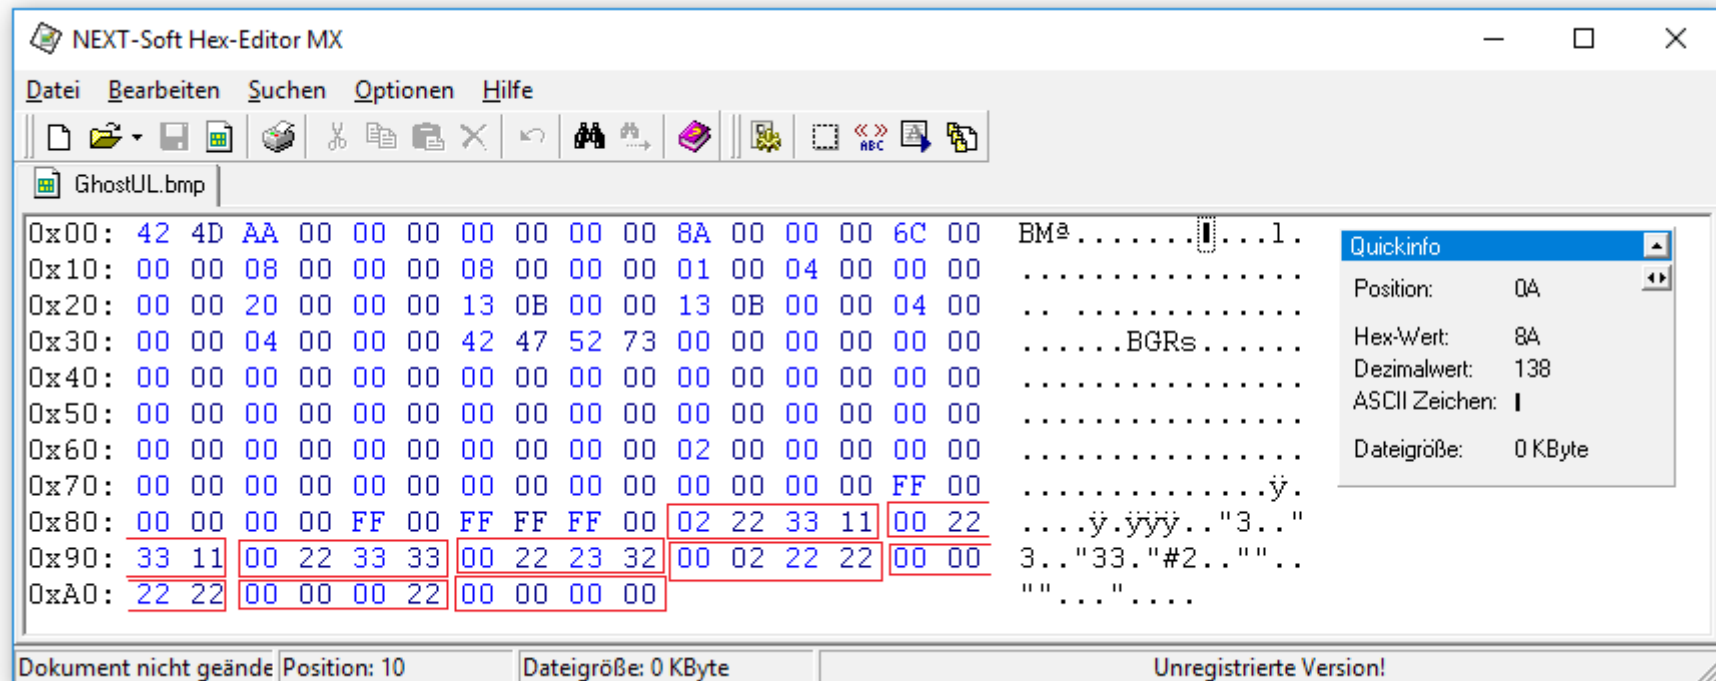 NEXT-Soft Hex-Editor MX
Datei Bearbeiten Suchen Optionen Hilfe
ABC
GhostUL.bmp
0x00: 42 4D AA 00 00 00 00 00 00 00 8A 00 00 00 6C 00 BMª.......▮...l.
0x10: 00 00 08 00 00 00 08 00 00 00 01 00 04 00 00 00 ................
0x20: 00 00 20 00 00 00 13 0B 00 00 13 0B 00 00 04 00 .. .............
0x30: 00 00 04 00 00 00 42 47 52 73 00 00 00 00 00 00 ......BGRs......
0x40: 00 00 00 00 00 00 00 00 00 00 00 00 00 00 00 00 ................
0x50: 00 00 00 00 00 00 00 00 00 00 00 00 00 00 00 00 ................
0x60: 00 00 00 00 00 00 00 00 00 00 02 00 00 00 00 00 ................
0x70: 00 00 00 00 00 00 00 00 00 00 00 00 00 00 FF 00 ..............ÿ.
0x80: 00 00 00 00 FF 00 FF FF FF 00 02 22 33 11 00 22 ....ÿ.ÿÿÿ.."3.."
0x90: 33 11 00 22 33 33 00 22 23 32 00 02 22 22 00 00 3.."33."#2..""..
0xA0: 22 22 00 00 00 22 00 00 00 00 ""..."....
Quickinfo
Position: 0A
Hex-Wert: 8A
Dezimalwert: 138
ASCII Zeichen: ▮
Dateigröße: 0 KByte
Dokument nicht geände Position: 10 Dateigröße: 0 KByte Unregistrierte Version!